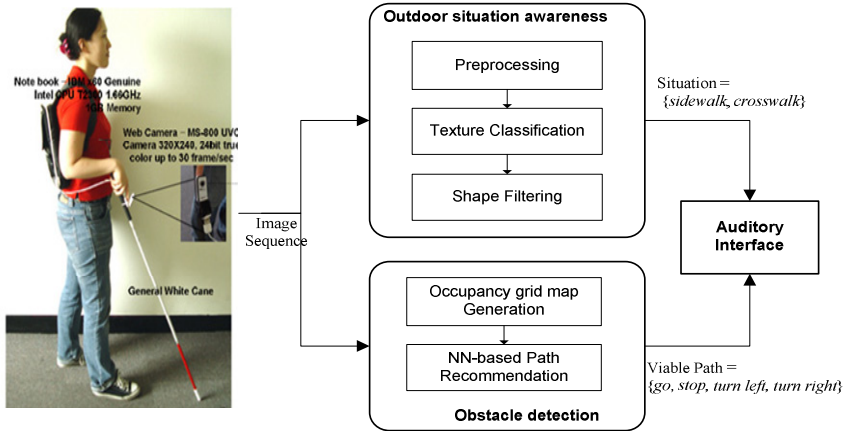 Note book – IBM x60 Genuine
Intel CPU T2300 1.66GHz
1GB Memory
Web Camera – MS-800 UVC
Camera 320X240, 24bit true
color up to 30 frame/sec
General White Cane
Image
Sequence
Outdoor situation awareness
Preprocessing
Texture Classification
Shape Filtering
Situation =
{sidewalk, crosswalk}
Auditory
Interface
Occupancy grid map
Generation
NN-based Path
Recommendation
Obstacle detection
Viable Path =
{go, stop, turn left, turn right}